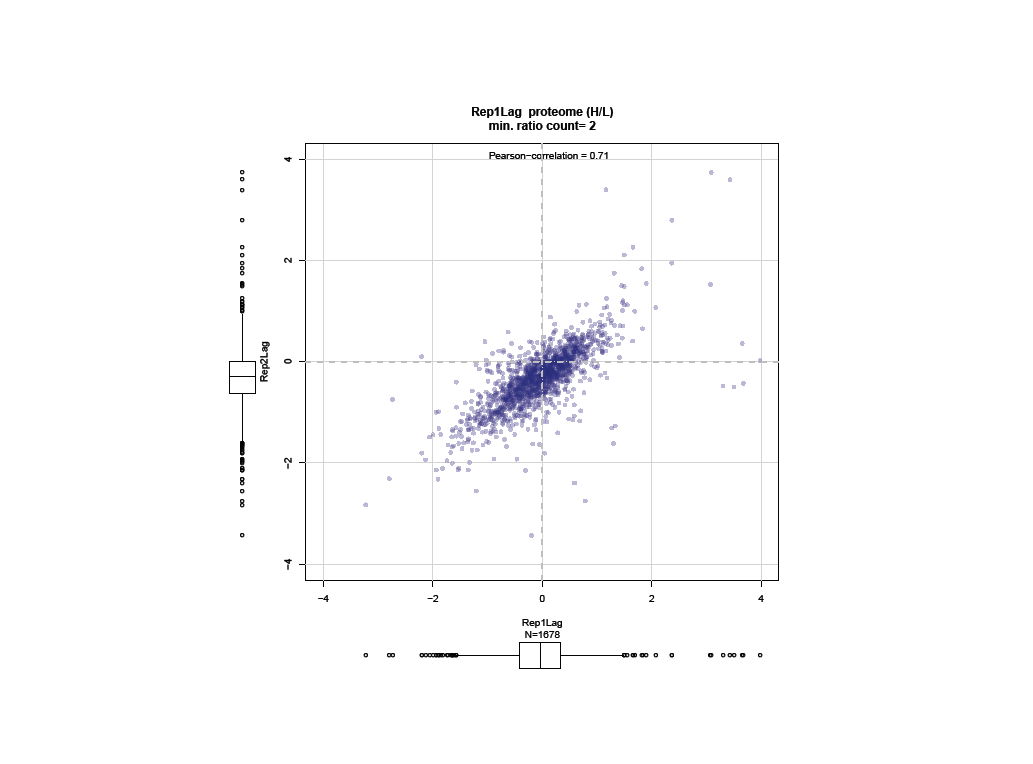 Rep1Lag proteome (H/L)
min. ratio count= 2
Pearson−correlation = 0.71
4
2
0
−2
−4
Rep2Lag
−4 −2 0 2 4
Rep1Lag
N=1678